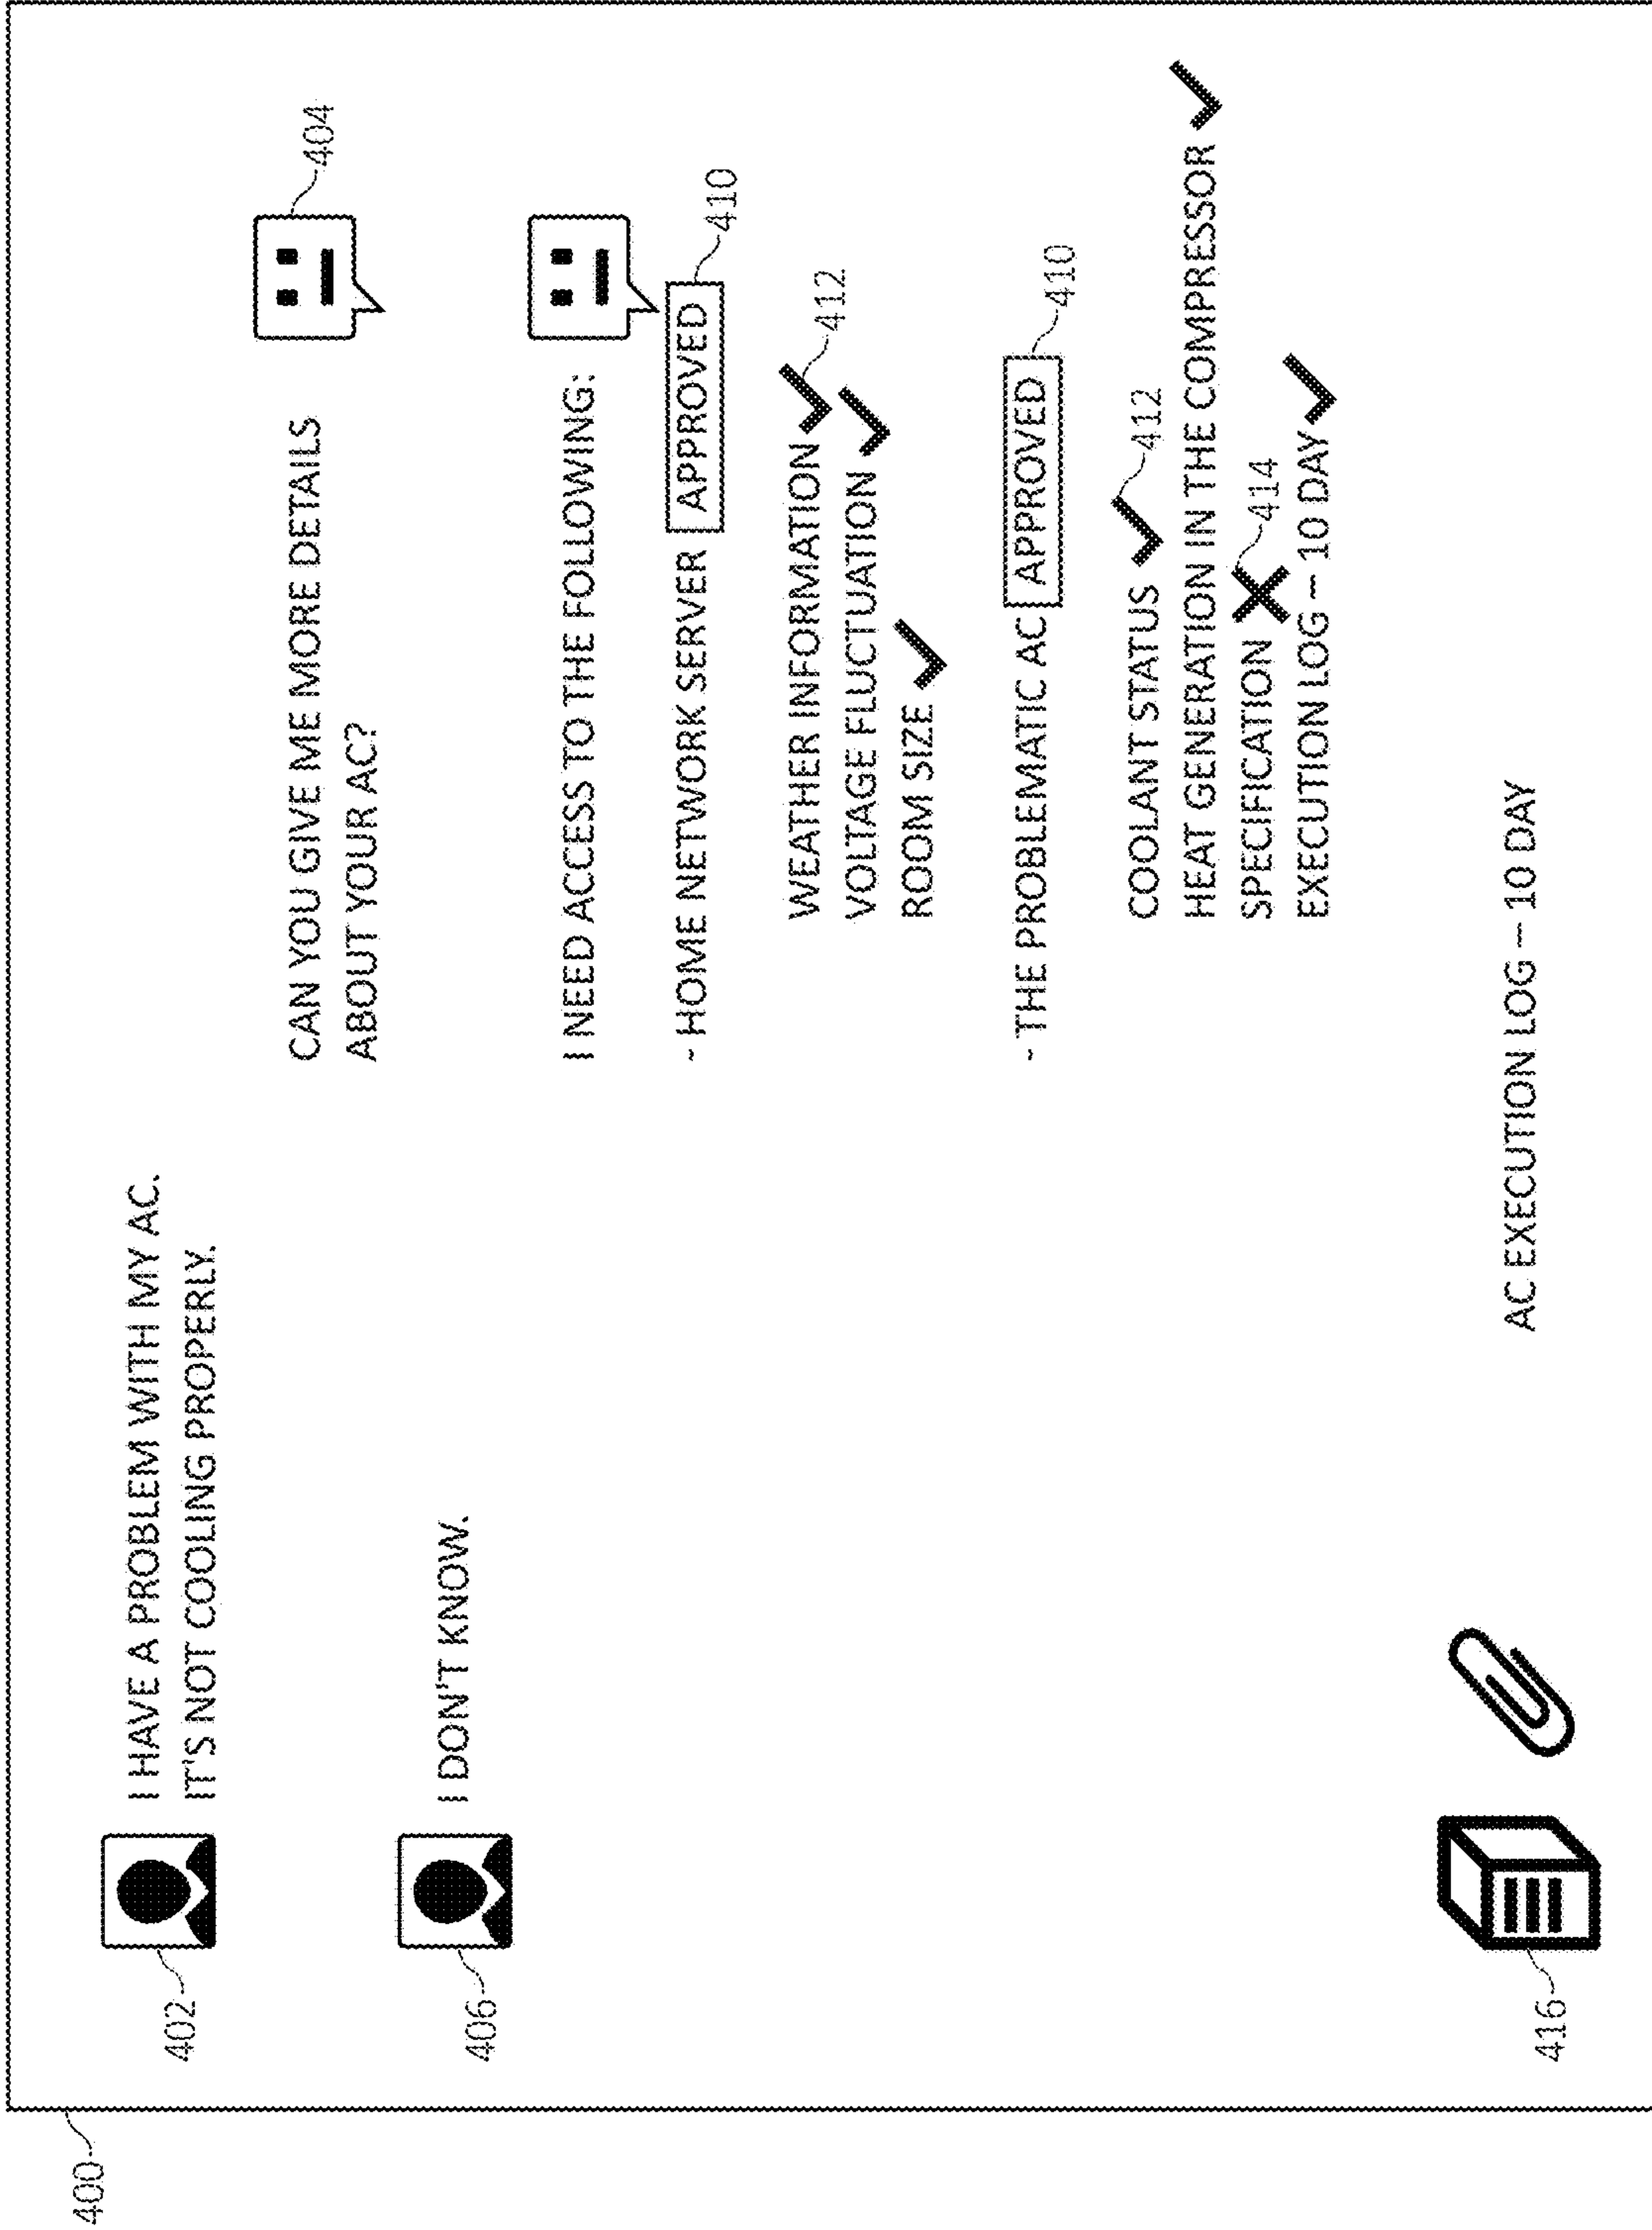 400
402
I HAVE A PROBLEM WITH MY AC.
IT'S NOT COOLING PROPERLY.
CAN YOU GIVE ME MORE DETAILS
ABOUT YOUR AC?
404
406
I DON'T KNOW.
I NEED ACCESS TO THE FOLLOWING:
- HOME NETWORK SERVER APPROVED
410
WEATHER INFORMATION
412
VOLTAGE FLUCTUATION
ROOM SIZE
- THE PROBLEMATIC AC APPROVED
410
COOLANT STATUS
412
HEAT GENERATION IN THE COMPRESSOR
SPECIFICATION
414
EXECUTION LOG – 10 DAY
416
AC EXECUTION LOG – 10 DAY